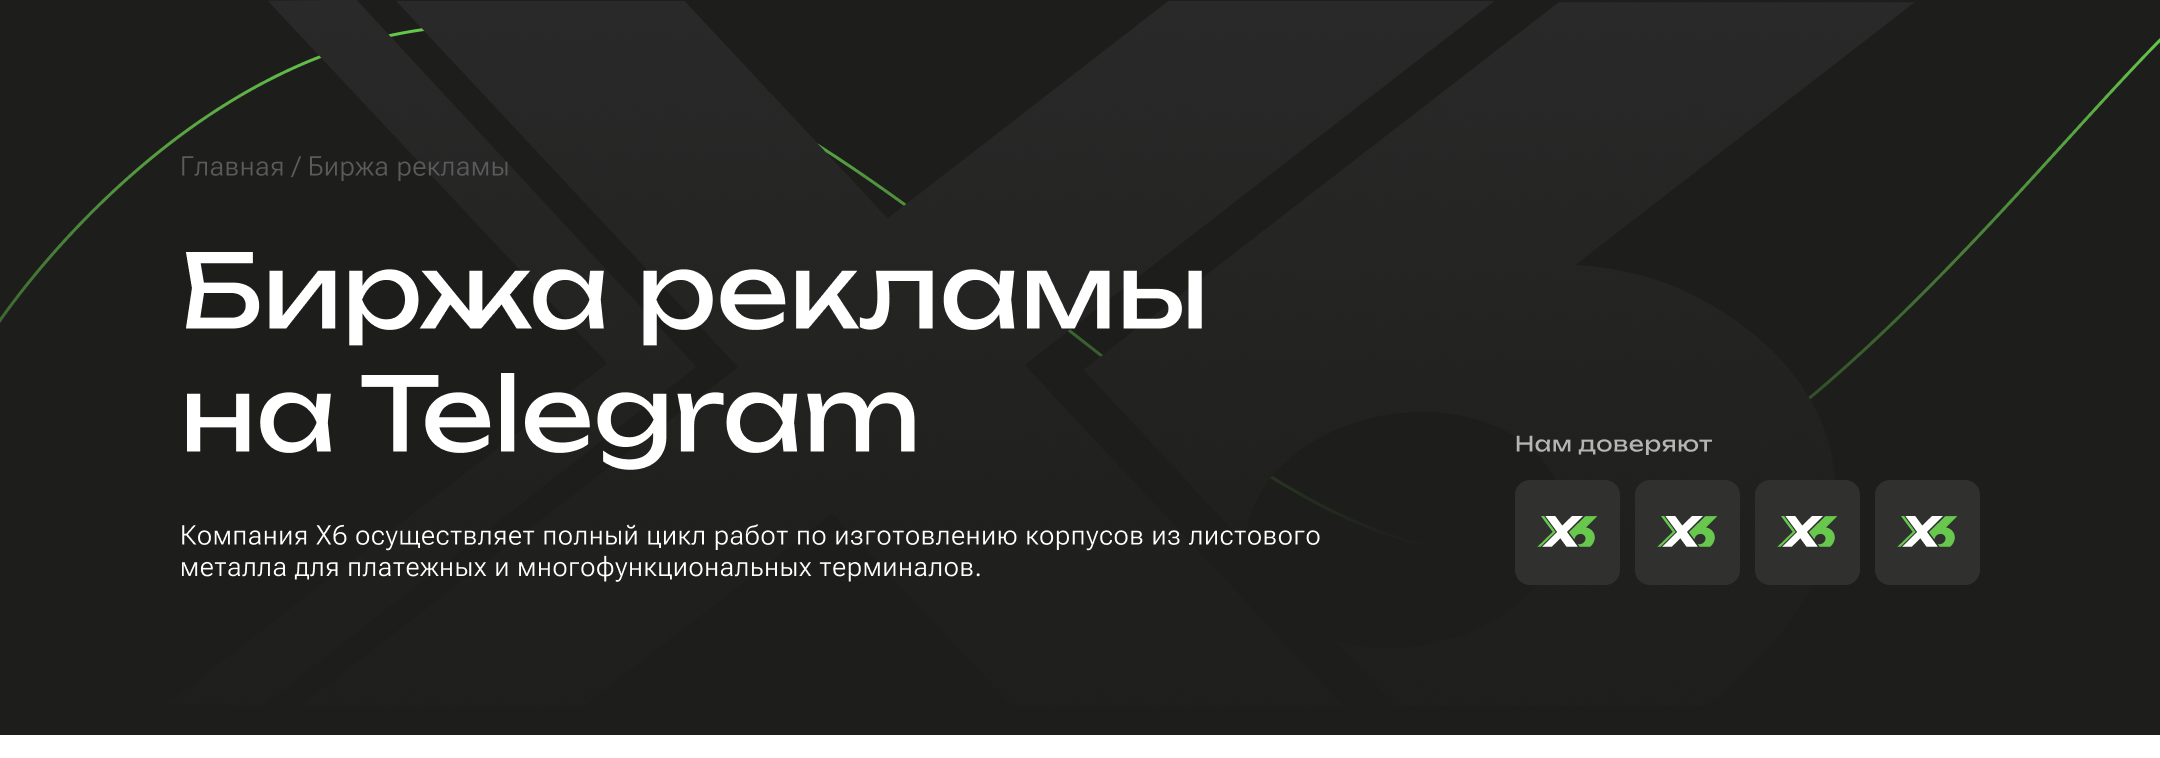 Главная / Биржа рекламы
Биржа рекламы
на Telegram
Компания X6 осуществляет полный цикл работ по изготовлению корпусов из листового
металла для платежных и многофункциональных терминалов.
Нам доверяют
X6 X6 X6 X6